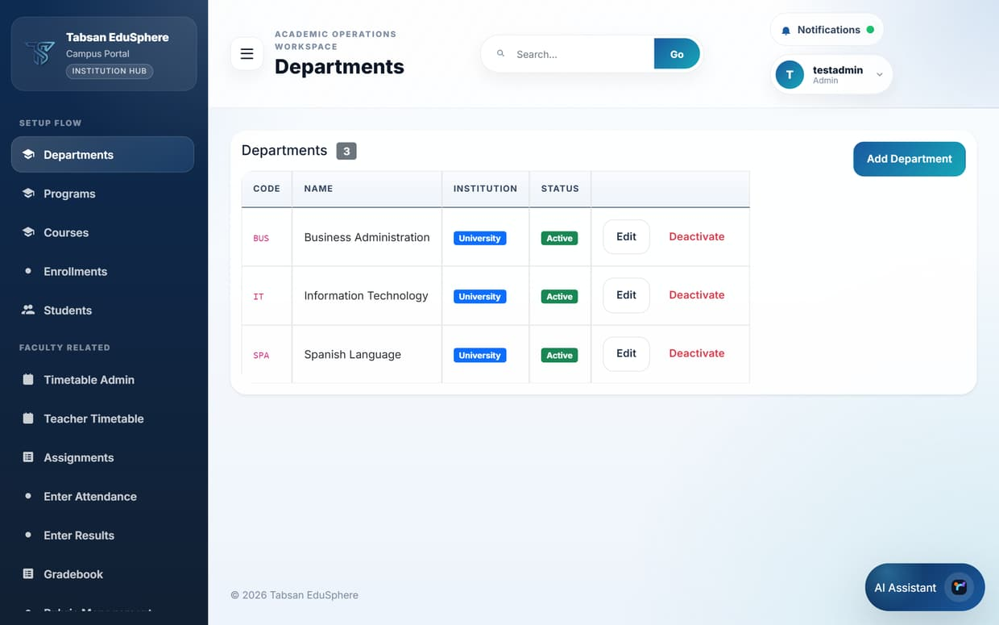 Tabsan EduSphere
Campus Portal
INSTITUTION HUB
SETUP FLOW
Departments
Programs
Courses
Enrollments
Students
FACULTY RELATED
Timetable Admin
Teacher Timetable
Assignments
Enter Attendance
Enter Results
Gradebook
ACADEMIC OPERATIONS
WORKSPACE
Departments
Search...
Go
Notifications
T
testadmin
Admin
Departments 3
Add Department
CODE NAME INSTITUTION STATUS
BUS Business Administration University Active Edit Deactivate
IT Information Technology University Active Edit Deactivate
SPA Spanish Language University Active Edit Deactivate
© 2026 Tabsan EduSphere
AI Assistant